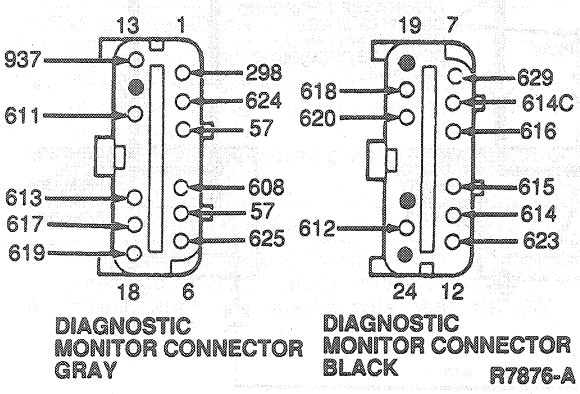 13 1
937
298
624
611
57
613
608
617
57
619
625
18 6
DIAGNOSTIC
MONITOR CONNECTOR
GRAY
19 7
629
618
614C
620
616
615
614
612
623
24 12
DIAGNOSTIC
MONITOR CONNECTOR
BLACK
R7876-A